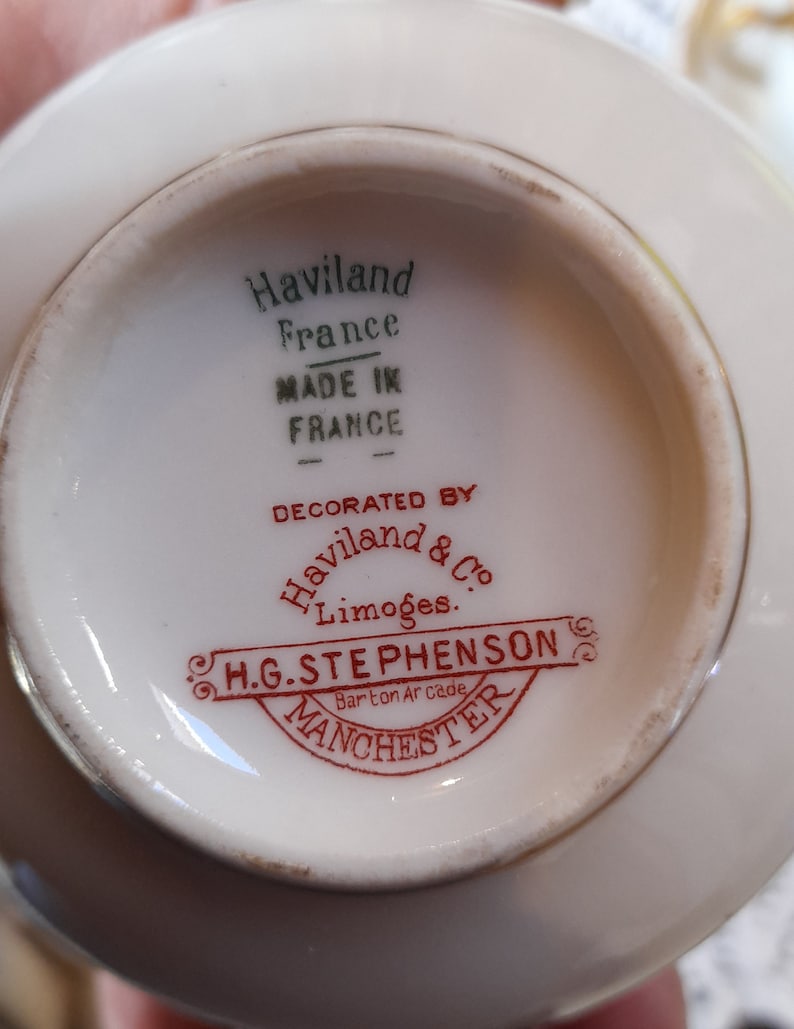 Haviland
France
MADE IN
FRANCE
DECORATED BY
Haviland & Co
Limoges.
H.G.STEPHENSON
Barton Arcade
MANCHESTER